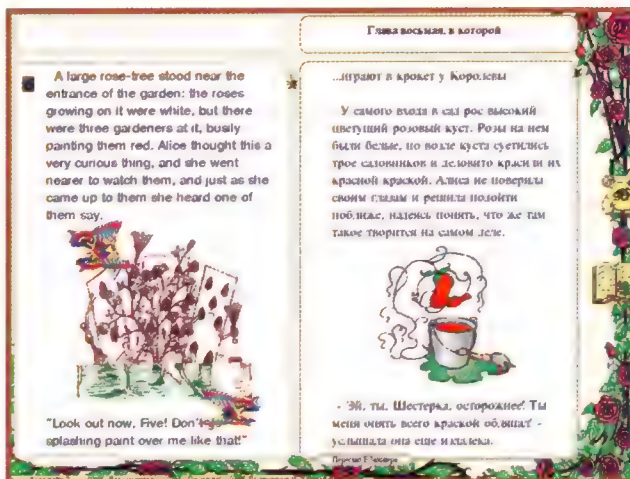 Глава восьмая, в которой
A large rose-tree stood near the
entrance of the garden: the roses
growing on it were white, but there
were three gardeners at it, busily
painting them red. Alice thought this a
very curious thing, and she went
nearer to watch them, and just as she
came up to them she heard one of
them say,
"Look out now, Five! Don't
splashing paint over me like that!"
...играют в крокет у Королевы
У самого входа в сад рос высокий
цветущий розовый куст. Розы на нем
были белые, но возле куста суетились
трое садовников и деловито красили их
красной краской. Алиса не поверила
своим глазам и решила подойти
поближе, надеясь понять, что же там
такое творится на самом деле.
- Эй, ты, Шестерка, осторожнее! Ты
меня опять всего краской обляпал! -
услышала она еще издалека.